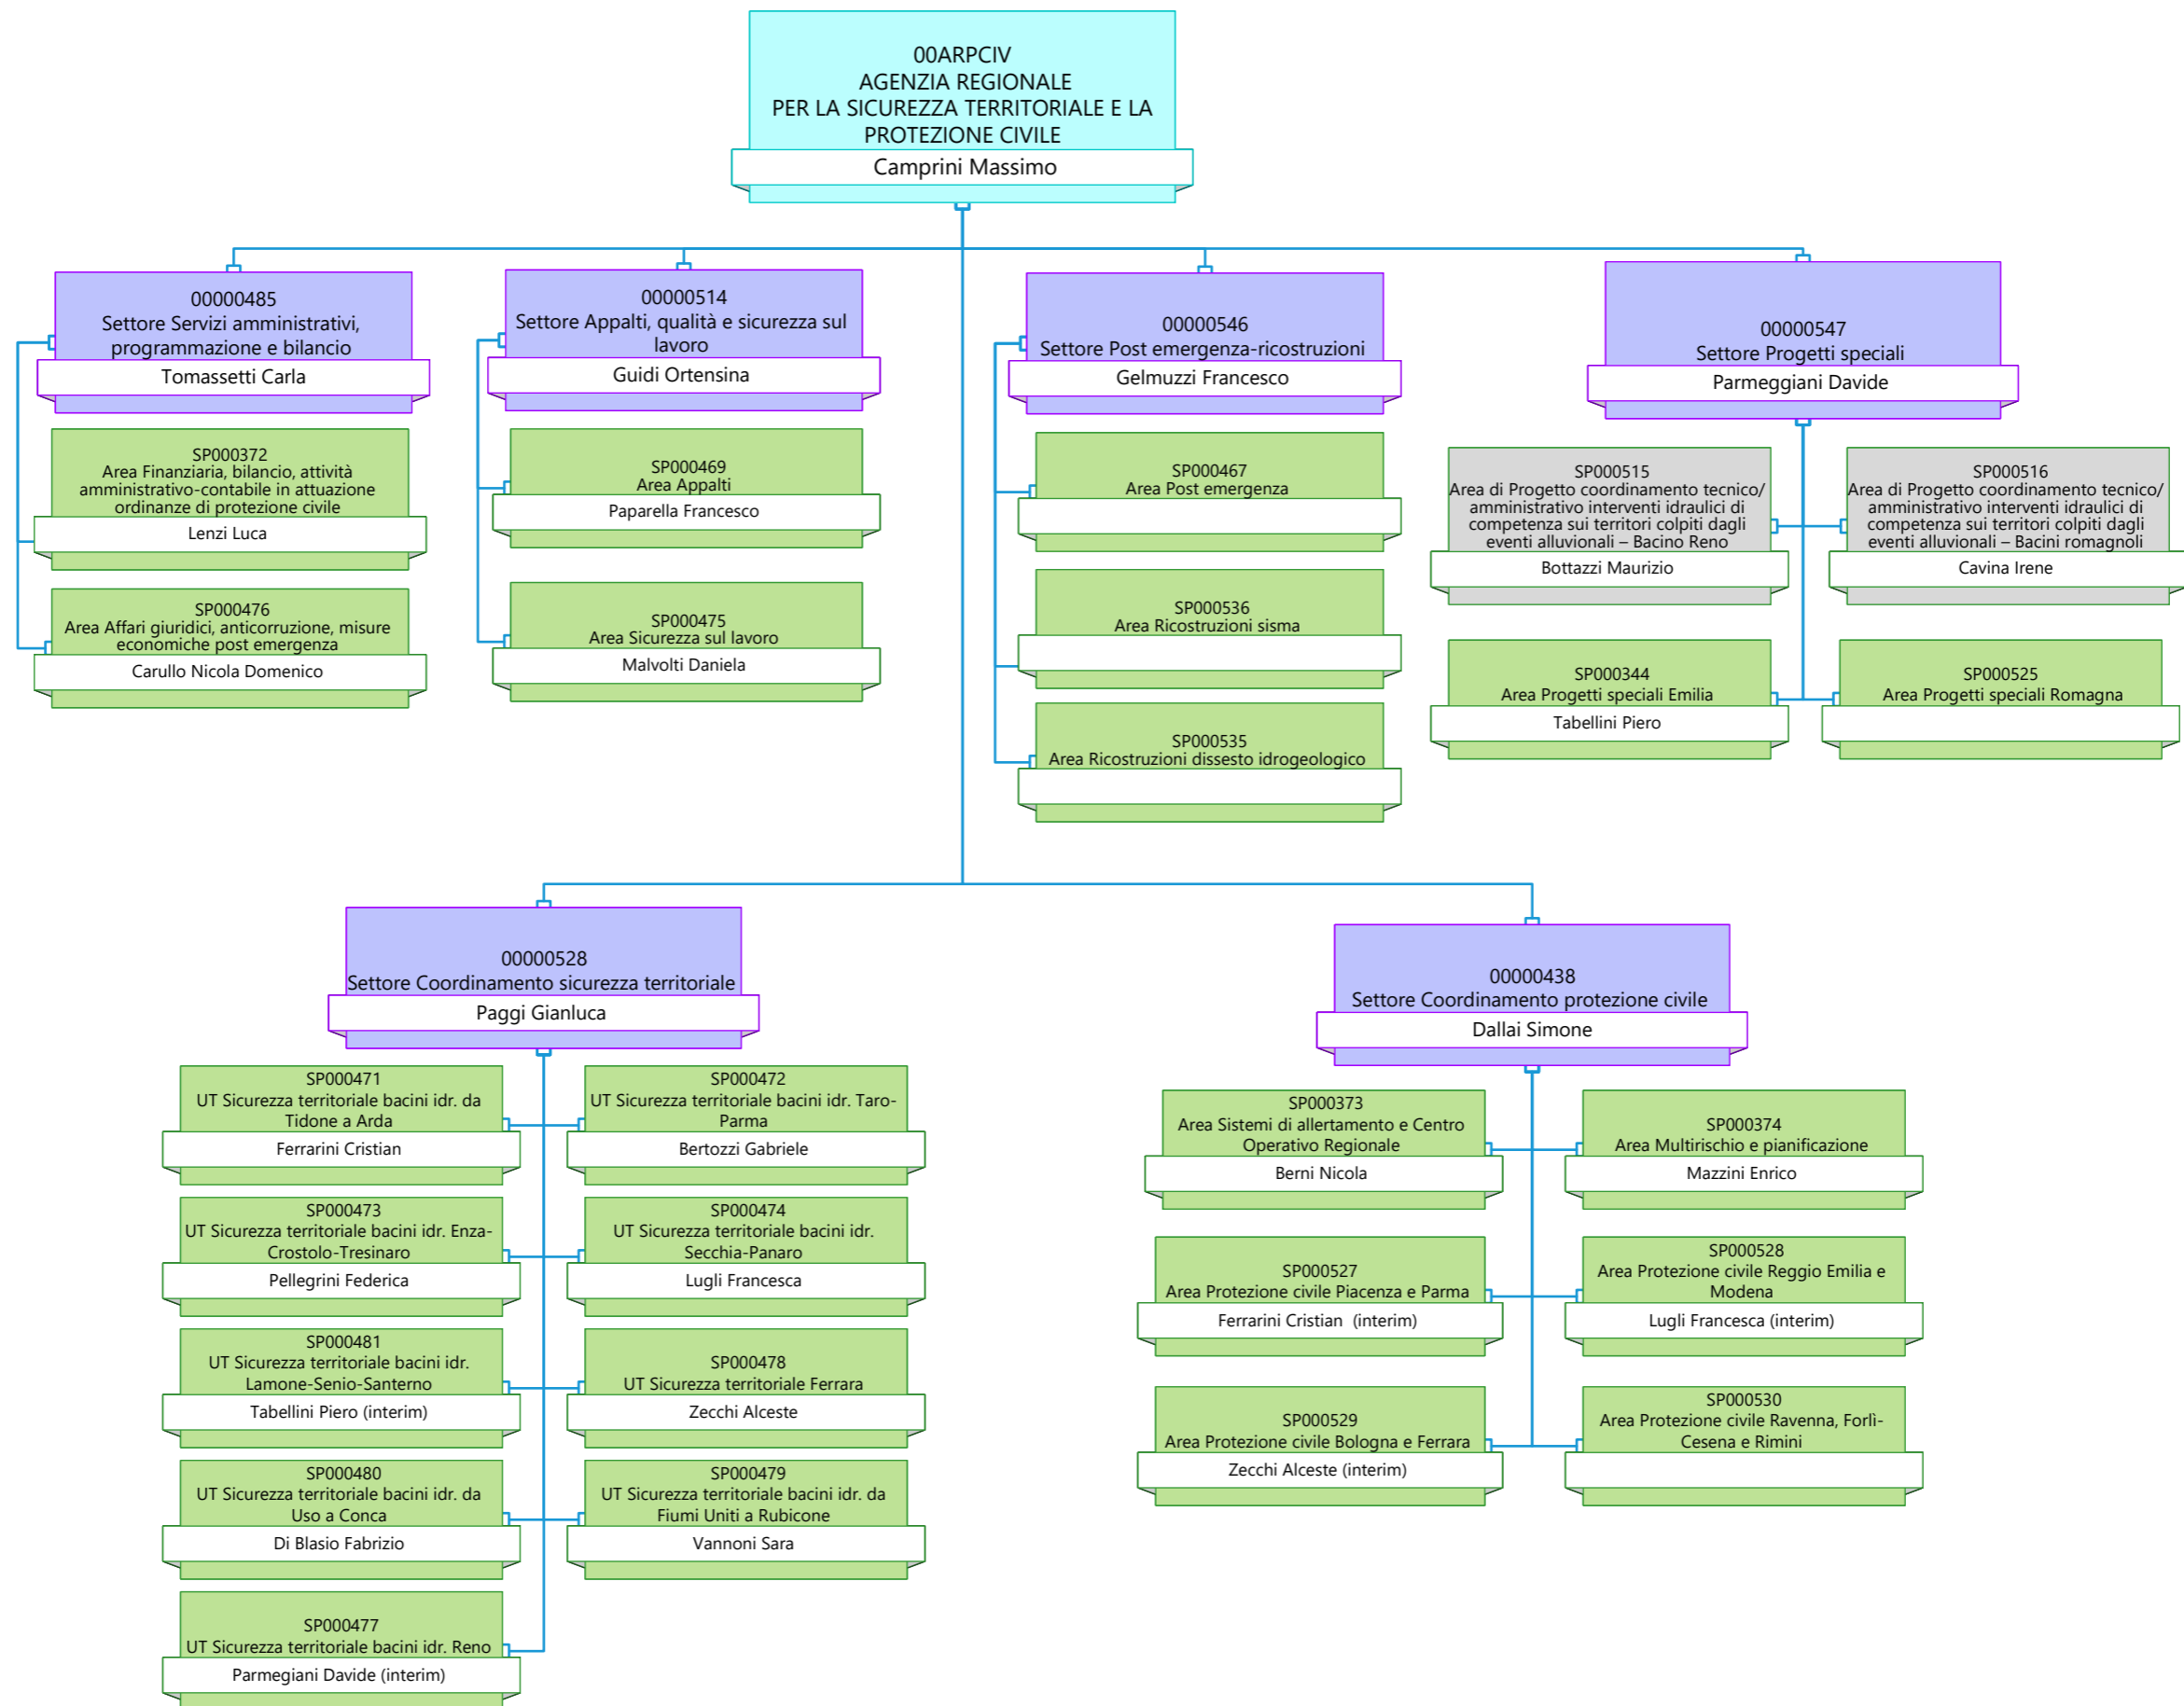 00ARPCIV
AGENZIA REGIONALE
PER LA SICUREZZA TERRITORIALE E LA
PROTEZIONE CIVILE
Camprini Massimo
00000485
Settore Servizi amministrativi,
programmazione e bilancio
Tomassetti Carla
SP000372
Area Finanziaria, bilancio, attività
amministrativo-contabile in attuazione
ordinanze di protezione civile
Lenzi Luca
SP000476
Area Affari giuridici, anticorruzione, misure
economiche post emergenza
Carullo Nicola Domenico
00000514
Settore Appalti, qualità e sicurezza sul
lavoro
Guidi Ortensina
SP000469
Area Appalti
Paparella Francesco
SP000475
Area Sicurezza sul lavoro
Malvolti Daniela
00000546
Settore Post emergenza-ricostruzioni
Gelmuzzi Francesco
SP000467
Area Post emergenza
SP000536
Area Ricostruzioni sisma
SP000535
Area Ricostruzioni dissesto idrogeologico
00000547
Settore Progetti speciali
Parmeggiani Davide
SP000515
Area di Progetto coordinamento tecnico/
amministrativo interventi idraulici di
competenza sui territori colpiti dagli
eventi alluvionali – Bacino Reno
Bottazzi Maurizio
SP000516
Area di Progetto coordinamento tecnico/
amministrativo interventi idraulici di
competenza sui territori colpiti dagli
eventi alluvionali – Bacini romagnoli
Cavina Irene
SP000344
Area Progetti speciali Emilia
Tabellini Piero
SP000525
Area Progetti speciali Romagna
00000528
Settore Coordinamento sicurezza territoriale
Paggi Gianluca
SP000471
UT Sicurezza territoriale bacini idr. da
Tidone a Arda
Ferrarini Cristian
SP000472
UT Sicurezza territoriale bacini idr. Taro-
Parma
Bertozzi Gabriele
SP000473
UT Sicurezza territoriale bacini idr. Enza-
Crostolo-Tresinaro
Pellegrini Federica
SP000474
UT Sicurezza territoriale bacini idr.
Secchia-Panaro
Lugli Francesca
SP000481
UT Sicurezza territoriale bacini idr.
Lamone-Senio-Santerno
Tabellini Piero (interim)
SP000478
UT Sicurezza territoriale Ferrara
Zecchi Alceste
SP000480
UT Sicurezza territoriale bacini idr. da
Uso a Conca
Di Blasio Fabrizio
SP000479
UT Sicurezza territoriale bacini idr. da
Fiumi Uniti a Rubicone
Vannoni Sara
SP000477
UT Sicurezza territoriale bacini idr. Reno
Parmegiani Davide (interim)
00000438
Settore Coordinamento protezione civile
Dallai Simone
SP000373
Area Sistemi di allertamento e Centro
Operativo Regionale
Berni Nicola
SP000374
Area Multirischio e pianificazione
Mazzini Enrico
SP000527
Area Protezione civile Piacenza e Parma
Ferrarini Cristian  (interim)
SP000528
Area Protezione civile Reggio Emilia e
Modena
Lugli Francesca (interim)
SP000529
Area Protezione civile Bologna e Ferrara
Zecchi Alceste (interim)
SP000530
Area Protezione civile Ravenna, Forlì-
Cesena e Rimini